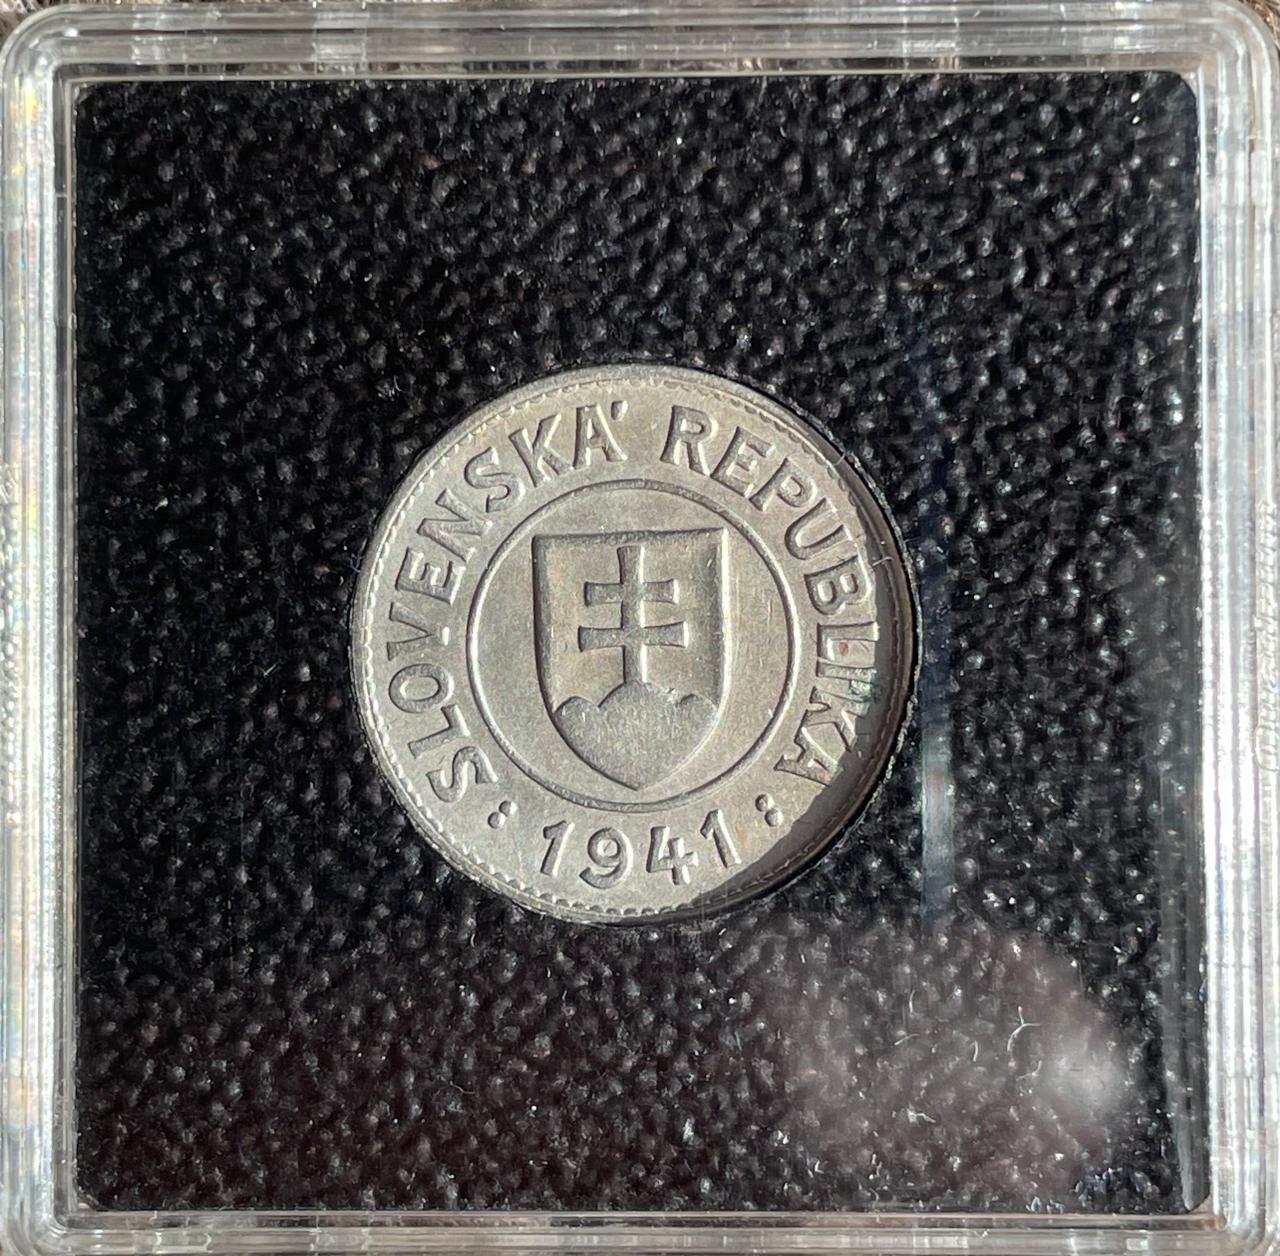 SLOVENSKÁ REPUBLIKA
: 1941 :